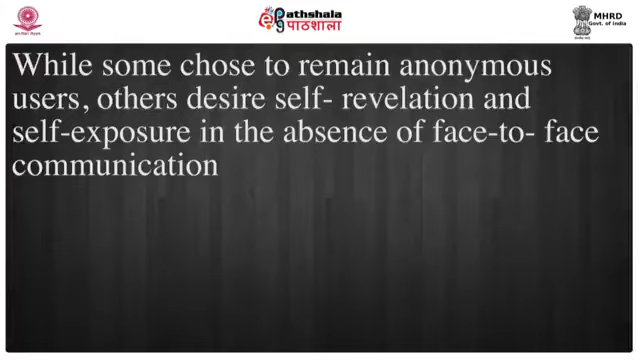 Pathshala
पाठशाला
MHRD
Govt. of India
While some chose to remain anonymous
users, others desire self- revelation and
self-exposure in the absence of face-to- face
communication